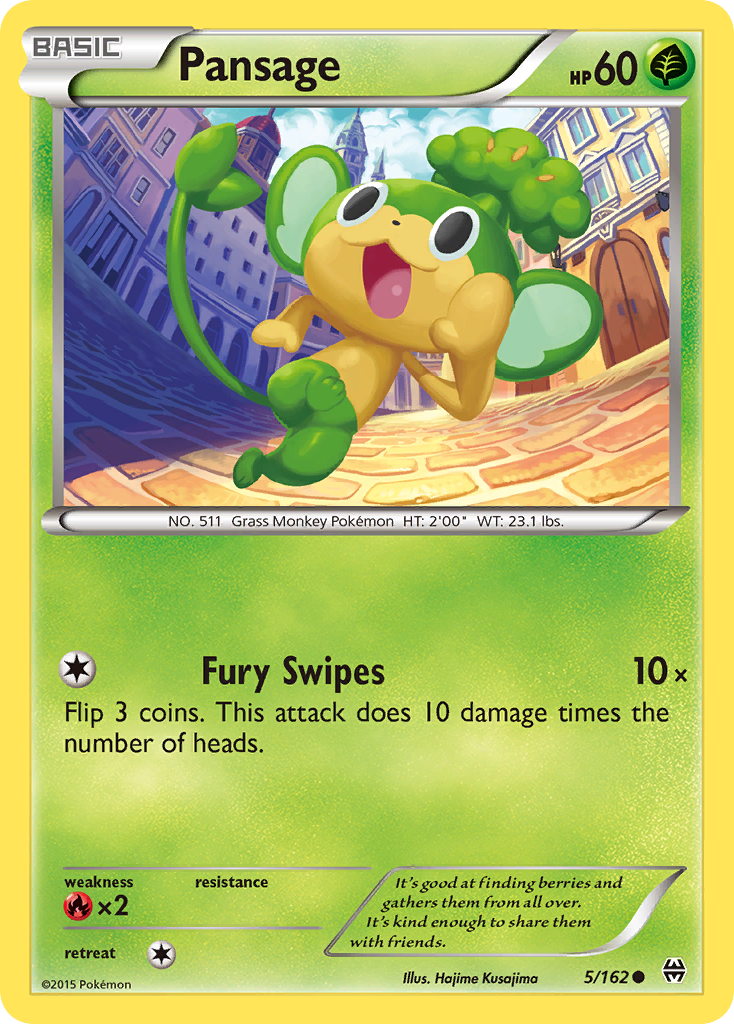 BASIC
Pansage
HP60
NO. 511 Grass Monkey Pokémon HT: 2'00" WT: 23.1 lbs.
Fury Swipes 10×
Flip 3 coins. This attack does 10 damage times the
number of heads.
weakness resistance
×2
retreat
It's good at finding berries and
gathers them from all over.
It's kind enough to share them
with friends.
©2015 Pokémon
Illus. Hajime Kusajima
5/162